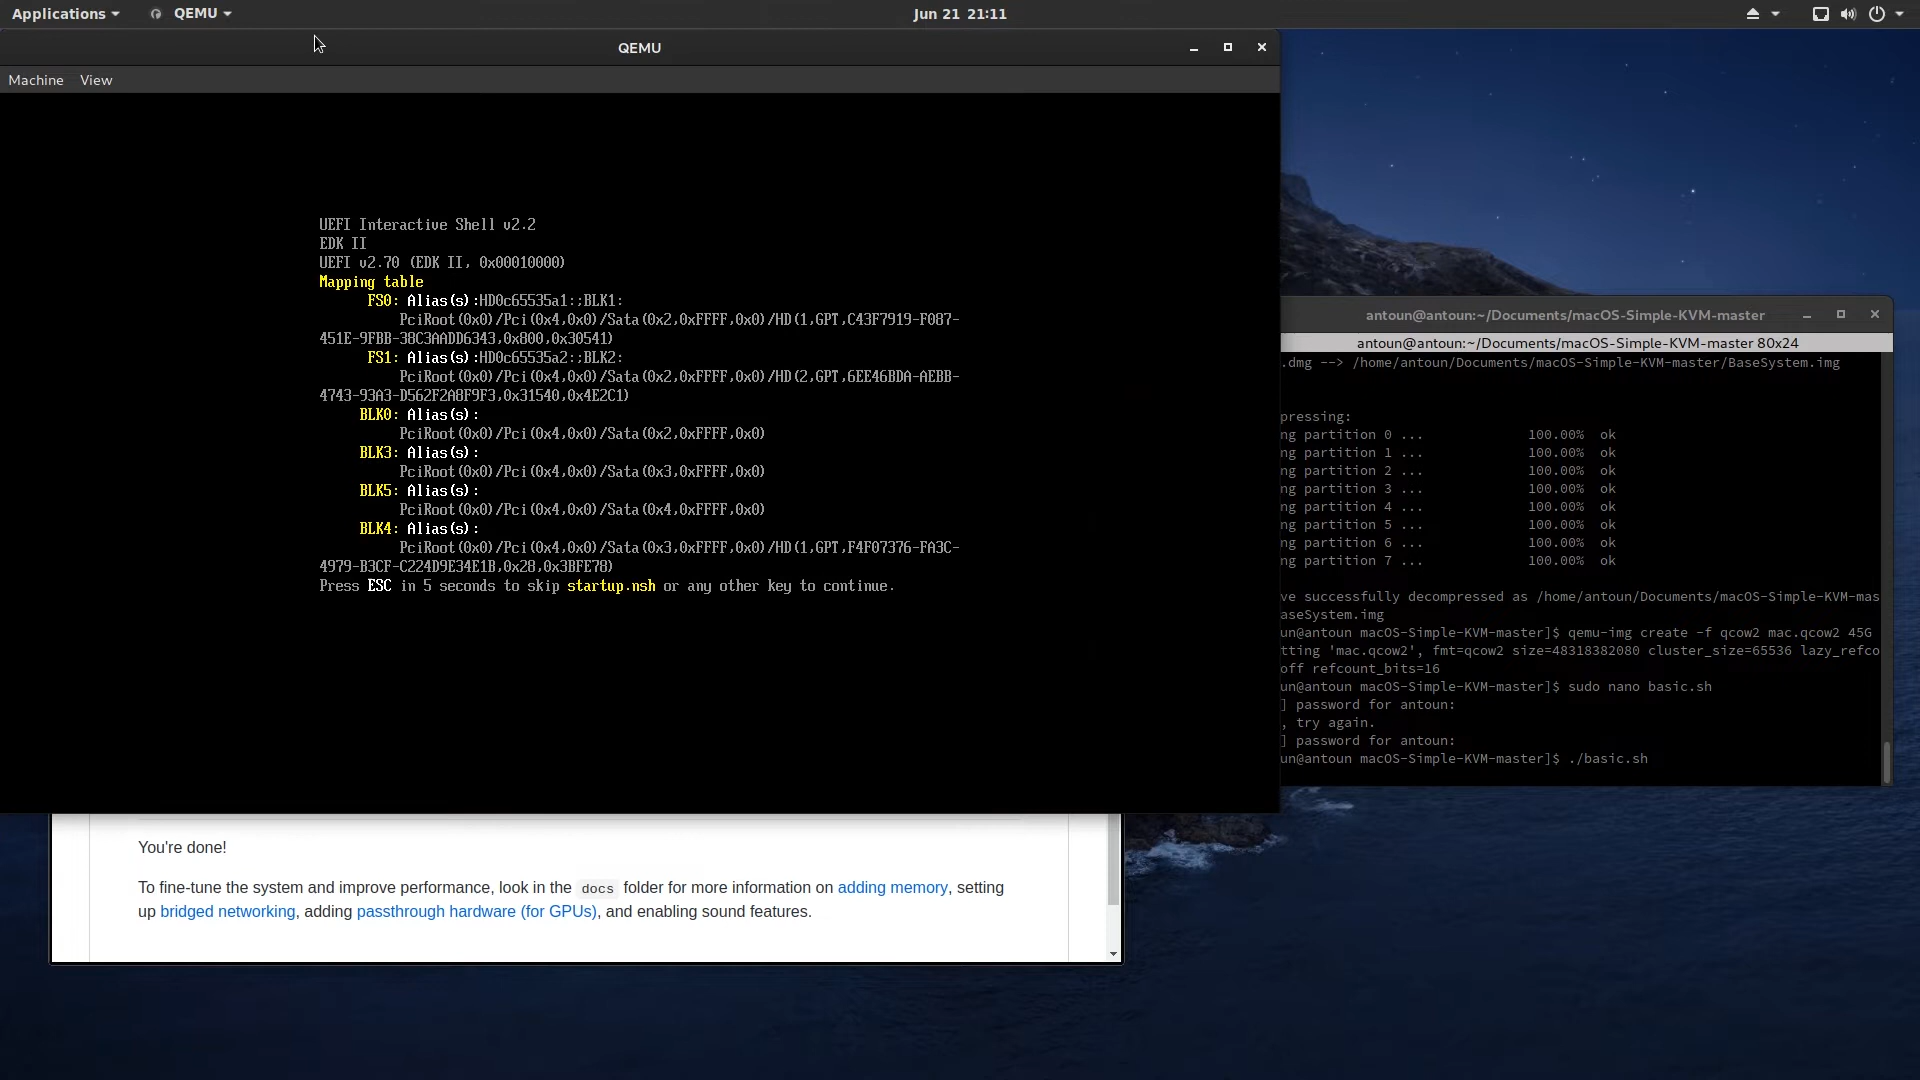 Applications QEMU Jun 21 21:11
QEMU
Machine View
UEFI Interactive Shell v2.2
EDK II
UEFI v2.70 (EDK II, 0x00010000)
Mapping table
FS0: Alias(s):HD0c65535a1:;BLK1:
PciRoot(0x0)/Pci(0x4,0x0)/Sata(0x2,0xFFFF,0x0)/HD(1,GPT,C43F7919-F087-
451E-9FBB-38C3AADD6343,0x800,0x30541)
FS1: Alias(s):HD0c65535a2:;BLK2:
PciRoot(0x0)/Pci(0x4,0x0)/Sata(0x2,0xFFFF,0x0)/HD(2,GPT,6EE46BDA-AEBB-
4743-93A3-D562F2A8F9F3,0x31540,0x4E2C1)
BLK0: Alias(s):
PciRoot(0x0)/Pci(0x4,0x0)/Sata(0x2,0xFFFF,0x0)
BLK3: Alias(s):
PciRoot(0x0)/Pci(0x4,0x0)/Sata(0x3,0xFFFF,0x0)
BLK5: Alias(s):
PciRoot(0x0)/Pci(0x4,0x0)/Sata(0x4,0xFFFF,0x0)
BLK4: Alias(s):
PciRoot(0x0)/Pci(0x4,0x0)/Sata(0x3,0xFFFF,0x0)/HD(1,GPT,F4F07376-FA3C-
4979-B3CF-C224D9E34E1B,0x28,0x3BFE78)
Press ESC in 5 seconds to skip startup.nsh or any other key to continue.
antoun@antoun:~/Documents/macOS-Simple-KVM-master
antoun@antoun:~/Documents/macOS-Simple-KVM-master 80x24
.dmg --> /home/antoun/Documents/macOS-Simple-KVM-master/BaseSystem.img
pressing:
ng partition 0 ... 100.00% ok
ng partition 1 ... 100.00% ok
ng partition 2 ... 100.00% ok
ng partition 3 ... 100.00% ok
ng partition 4 ... 100.00% ok
ng partition 5 ... 100.00% ok
ng partition 6 ... 100.00% ok
ng partition 7 ... 100.00% ok
ve successfully decompressed as /home/antoun/Documents/macOS-Simple-KVM-mas
aseSystem.img
un@antoun macOS-Simple-KVM-master]$ qemu-img create -f qcow2 mac.qcow2 45G
tting 'mac.qcow2', fmt=qcow2 size=48318382080 cluster_size=65536 lazy_refco
off refcount_bits=16
un@antoun macOS-Simple-KVM-master]$ sudo nano basic.sh
] password for antoun:
, try again.
] password for antoun:
un@antoun macOS-Simple-KVM-master]$ ./basic.sh
You're done!
To fine-tune the system and improve performance, look in the docs folder for more information on adding memory, setting
up bridged networking, adding passthrough hardware (for GPUs), and enabling sound features.